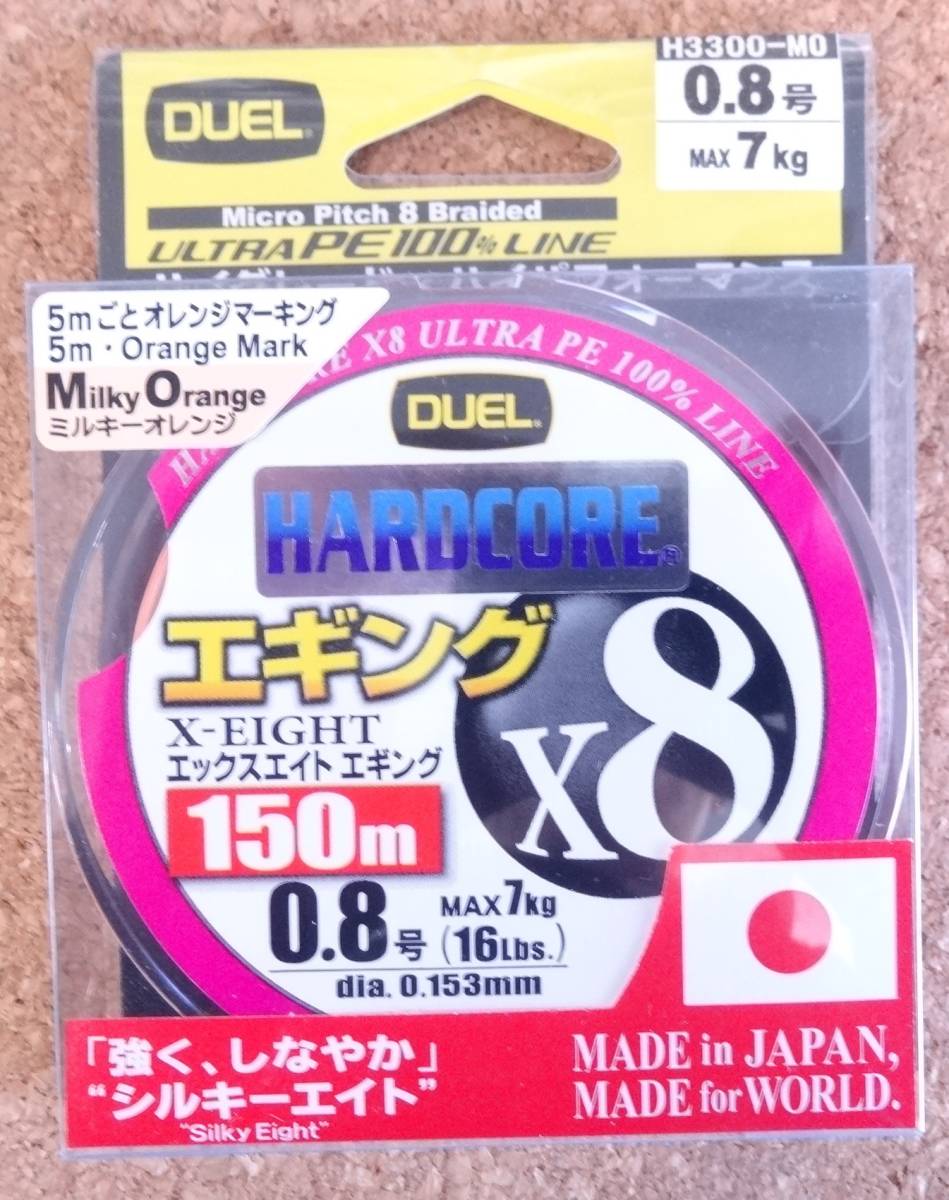 H3300-MO
0.8号
MAX 7kg
DUEL
Micro Pitch 8 Braided
ULTRA PE 100% LINE
5mごとオレンジマーキング
5m・Orange Mark
Milky Orange
ミルキーオレンジ
X8 ULTRA PE 100% LINE
DUEL
HARDCORE
エギング
X-EIGHT
エックスエイト エギング
x8
150m
0.8号
MAX7kg
(16Lbs.)
dia. 0.153mm
「強く、しなやか」
“シルキーエイト”
"Silky Eight"
MADE in JAPAN,
MADE for WORLD.